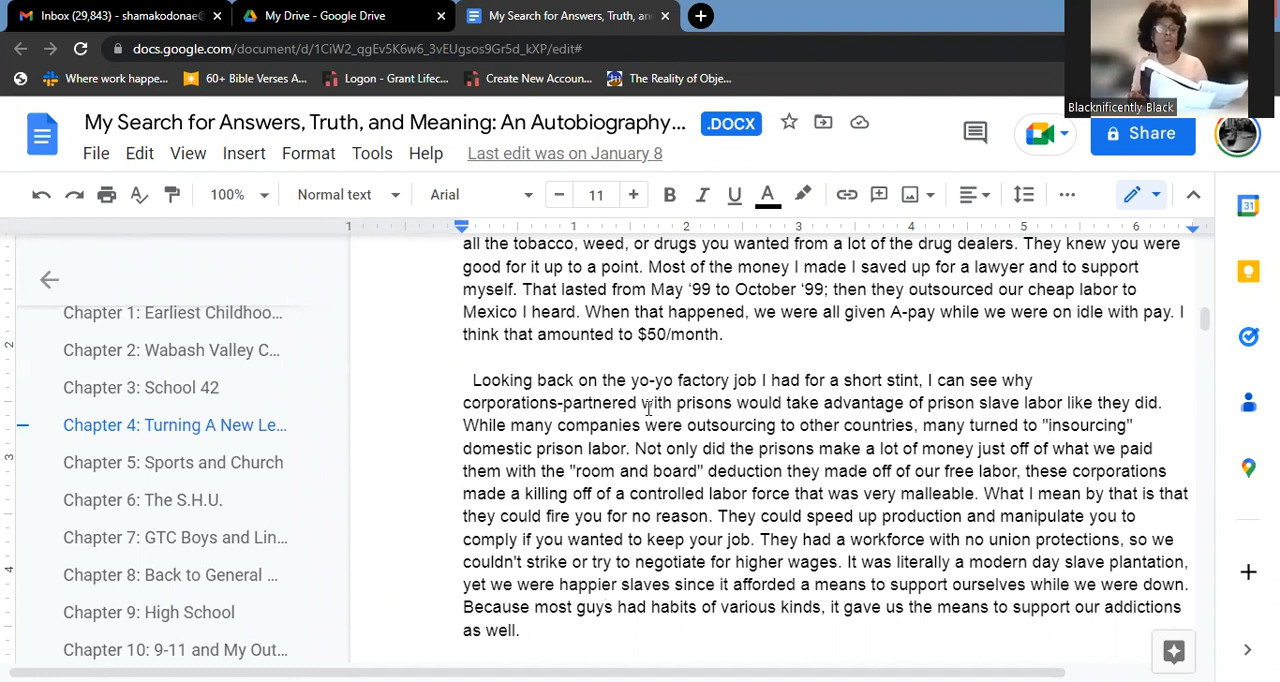 Inbox (29,843) - shamakodonae@
My Drive - Google Drive
My Search for Answers, Truth, an
docs.google.com/document/d/1CiW2_qgEv5K6w6_3vEUgsos9Gr5d_kXP/edit#
Where work happe...
60+ Bible Verses A...
Logon - Grant Lifec...
Create New Accoun...
The Reality of Obje...
Blacknificently Black
My Search for Answers, Truth, and Meaning: An Autobiography...
.DOCX
File Edit View Insert Format Tools Help Last edit was on January 8
Share
100% Normal text Arial 11 B I U A
1 1 2 3 4 5 6
Chapter 1: Earliest Childhoo...
Chapter 2: Wabash Valley C...
Chapter 3: School 42
Chapter 4: Turning A New Le...
Chapter 5: Sports and Church
Chapter 6: The S.H.U.
Chapter 7: GTC Boys and Lin...
Chapter 8: Back to General ...
Chapter 9: High School
Chapter 10: 9-11 and My Out...
2
3
4
all the tobacco, weed, or drugs you wanted from a lot of the drug dealers. They knew you were
good for it up to a point. Most of the money I made I saved up for a lawyer and to support
myself. That lasted from May ‘99 to October ‘99; then they outsourced our cheap labor to
Mexico I heard. When that happened, we were all given A-pay while we were on idle with pay. I
think that amounted to $50/month.
Looking back on the yo-yo factory job I had for a short stint, I can see why
corporations-partnered with prisons would take advantage of prison slave labor like they did.
While many companies were outsourcing to other countries, many turned to "insourcing"
domestic prison labor. Not only did the prisons make a lot of money just off of what we paid
them with the "room and board" deduction they made off of our free labor, these corporations
made a killing off of a controlled labor force that was very malleable. What I mean by that is that
they could fire you for no reason. They could speed up production and manipulate you to
comply if you wanted to keep your job. They had a workforce with no union protections, so we
couldn't strike or try to negotiate for higher wages. It was literally a modern day slave plantation,
yet we were happier slaves since it afforded a means to support ourselves while we were down.
Because most guys had habits of various kinds, it gave us the means to support our addictions
as well.
31